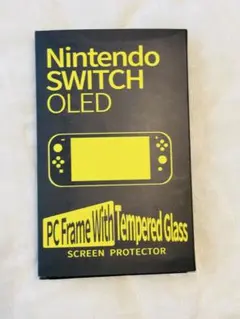 Nintendo
SWITCH
OLED
PC Frame With Tempered Glass
SCREEN PROTECTOR